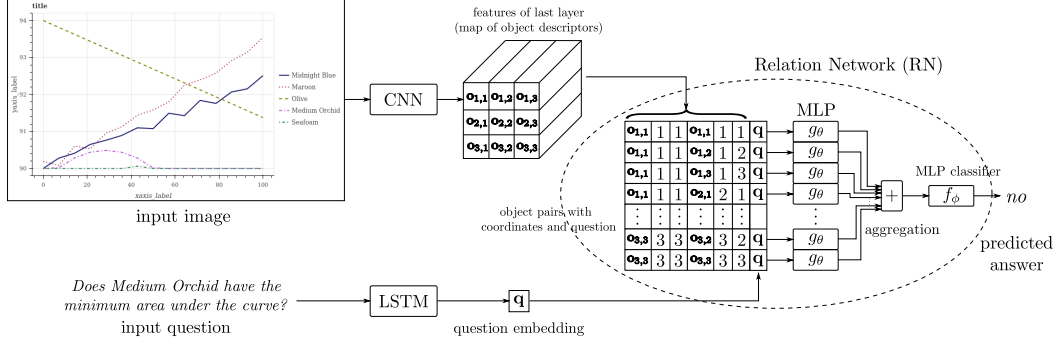 title
94
93
92
91
90
yaxis_label
0
20
40
60
80
100
xaxis_label
Midnight Blue
Maroon
Olive
Medium Orchid
Seafoam
input image
CNN
features of last layer
(map of object descriptors)
o1,1 o1,2 o1,3
o2,1 o2,2 o2,3
o3,1 o3,2 o3,3
Relation Network (RN)
MLP
o1,1 1 1 o1,1 1 1 q gθ
o1,1 1 1 o1,2 1 2 q gθ
o1,1 1 1 o1,3 1 3 q gθ
o1,1 1 1 o2,1 2 1 q gθ
⋮ ⋮ ⋮ ⋮ ⋮ ⋮ ⋮ ⋮
o3,3 3 3 o3,2 3 2 q gθ
o3,3 3 3 o3,3 3 3 q gθ
object pairs with
coordinates and question
+
aggregation
MLP classifier
fϕ
no
predicted
answer
Does Medium Orchid have the
minimum area under the curve?
input question
LSTM
q
question embedding